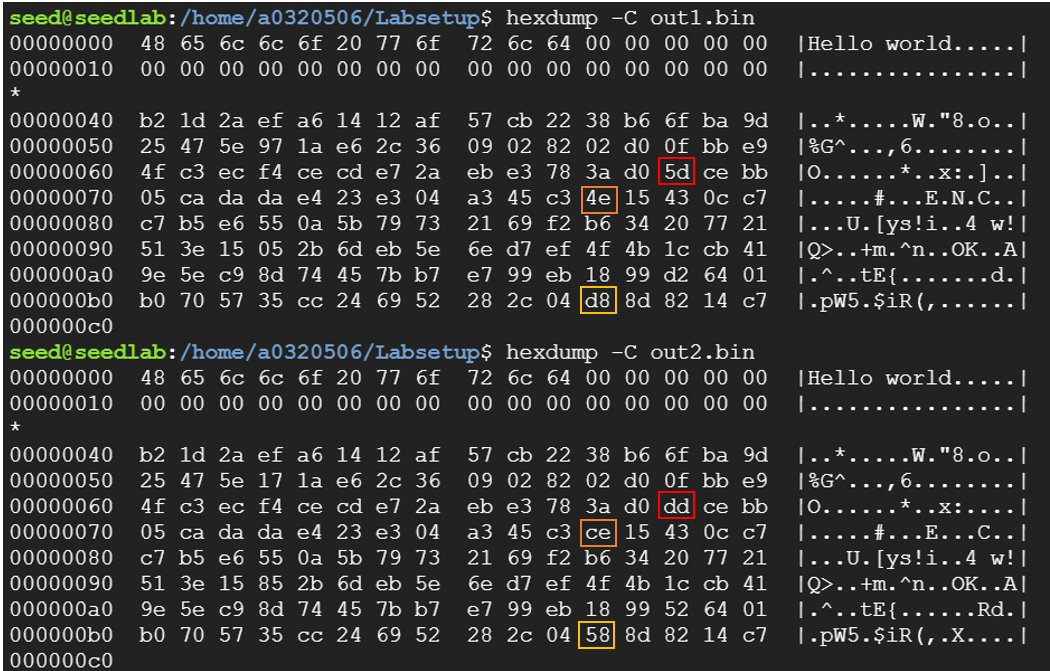 seed@seedlab:/home/a0320506/Labsetup$ hexdump -C out1.bin
00000000  48 65 6c 6c 6f 20 77 6f  72 6c 64 00 00 00 00 00  |Hello world.....|
00000010  00 00 00 00 00 00 00 00  00 00 00 00 00 00 00 00  |................|
*
00000040  b2 1d 2a ef a6 14 12 af  57 cb 22 38 b6 6f ba 9d  |..*.....W."8.o..|
00000050  25 47 5e 97 1a e6 2c 36  09 02 82 02 d0 0f bb e9  |%G^...,6........|
00000060  4f c3 ec f4 ce cd e7 2a  eb e3 78 3a d0 5d ce bb  |O......*..x:.]..|
00000070  05 ca da da e4 23 e3 04  a3 45 c3 4e 15 43 0c c7  |.....#...E.N.C..|
00000080  c7 b5 e6 55 0a 5b 79 73  21 69 f2 b6 34 20 77 21  |...U.[ys!i..4 w!|
00000090  51 3e 15 05 2b 6d eb 5e  6e d7 ef 4f 4b 1c cb 41  |Q>..+m.^n..OK..A|
000000a0  9e 5e c9 8d 74 45 7b b7  e7 99 eb 18 99 d2 64 01  |.^..tE{.......d.|
000000b0  b0 70 57 35 cc 24 69 52  28 2c 04 d8 8d 82 14 c7  |.pW5.$iR(,......|
000000c0
seed@seedlab:/home/a0320506/Labsetup$ hexdump -C out2.bin
00000000  48 65 6c 6c 6f 20 77 6f  72 6c 64 00 00 00 00 00  |Hello world.....|
00000010  00 00 00 00 00 00 00 00  00 00 00 00 00 00 00 00  |................|
*
00000040  b2 1d 2a ef a6 14 12 af  57 cb 22 38 b6 6f ba 9d  |..*.....W."8.o..|
00000050  25 47 5e 17 1a e6 2c 36  09 02 82 02 d0 0f bb e9  |%G^...,6........|
00000060  4f c3 ec f4 ce cd e7 2a  eb e3 78 3a d0 dd ce bb  |O......*..x:....|
00000070  05 ca da da e4 23 e3 04  a3 45 c3 ce 15 43 0c c7  |.....#...E...C..|
00000080  c7 b5 e6 55 0a 5b 79 73  21 69 f2 b6 34 20 77 21  |...U.[ys!i..4 w!|
00000090  51 3e 15 85 2b 6d eb 5e  6e d7 ef 4f 4b 1c cb 41  |Q>..+m.^n..OK..A|
000000a0  9e 5e c9 8d 74 45 7b b7  e7 99 eb 18 99 52 64 01  |.^..tE{......Rd.|
000000b0  b0 70 57 35 cc 24 69 52  28 2c 04 58 8d 82 14 c7  |.pW5.$iR(,.X....|
000000c0